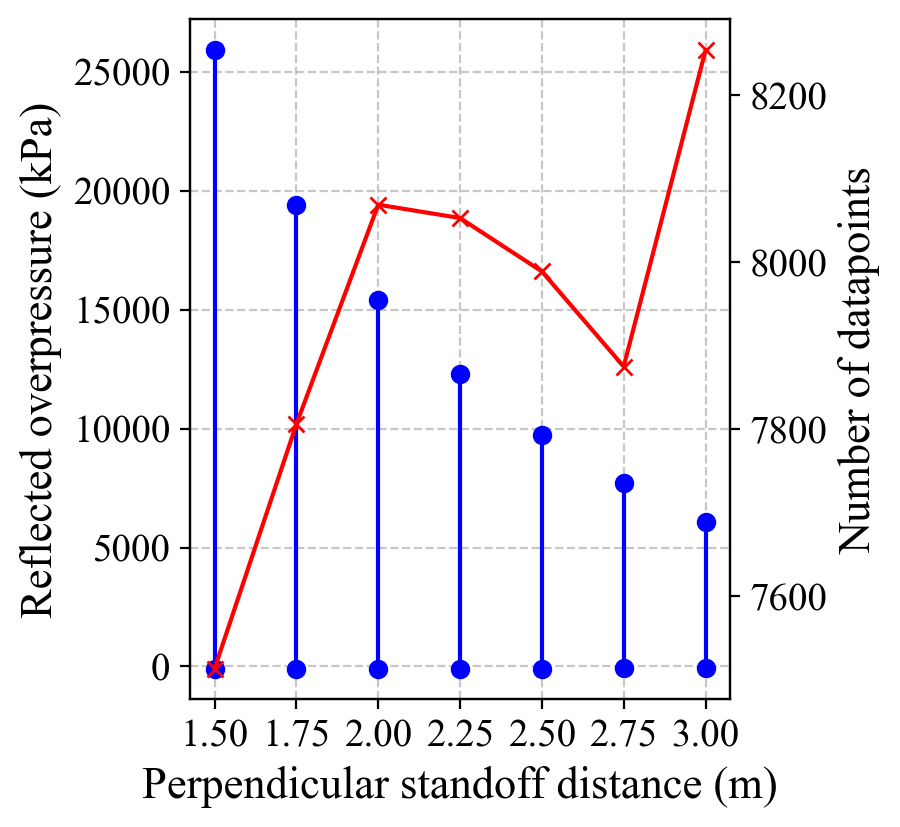 Reflected overpressure (kPa)
25000
20000
15000
10000
5000
0
8200
8000
7800
7600
Number of datapoints
1.50 1.75 2.00 2.25 2.50 2.75 3.00
Perpendicular standoff distance (m)